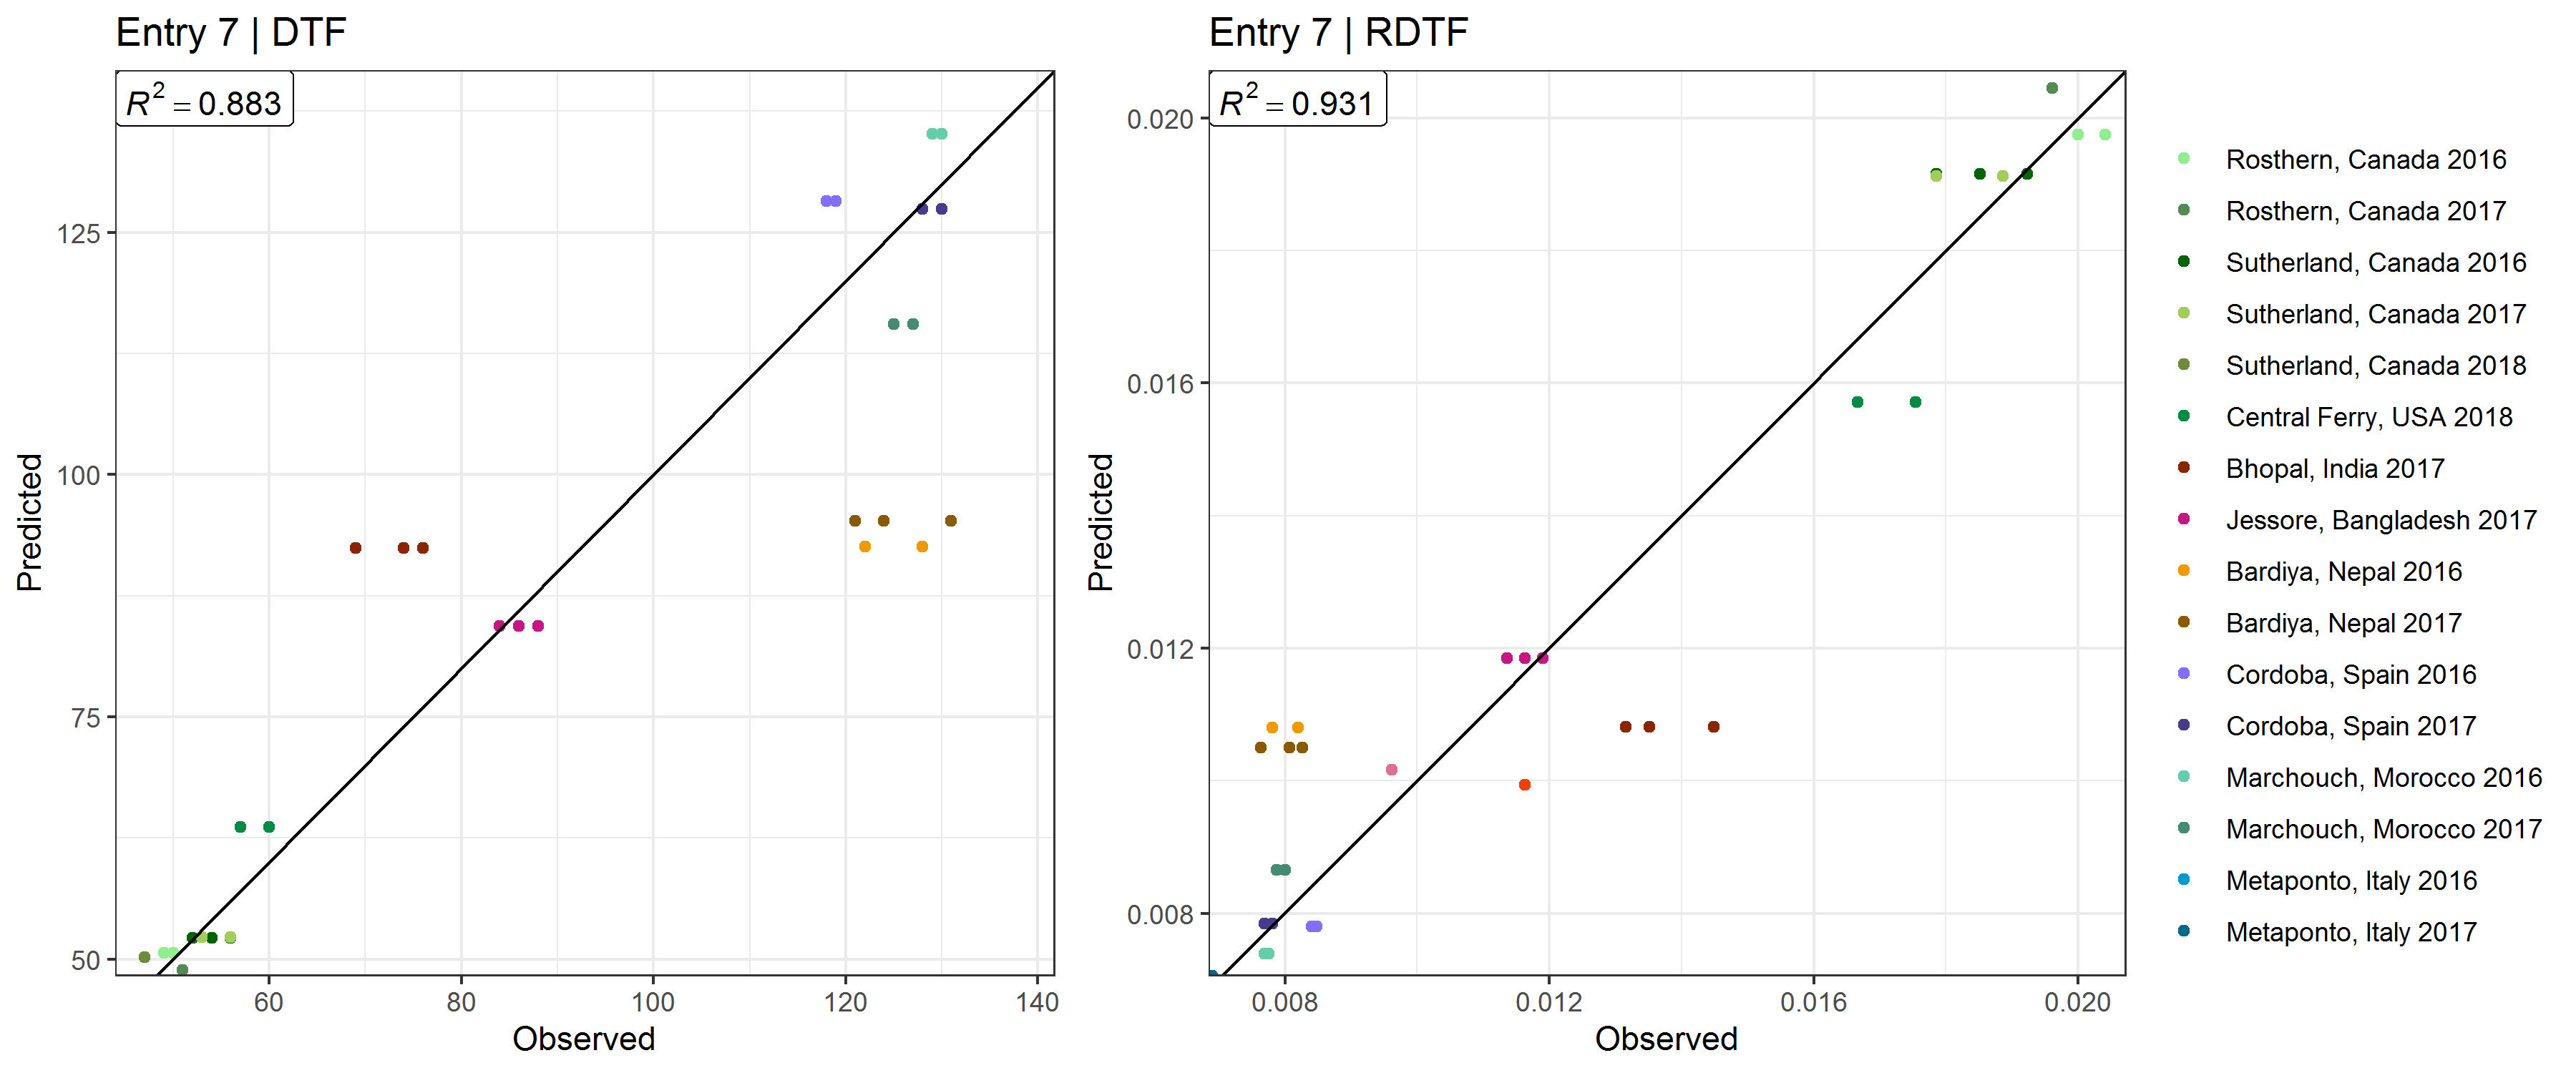 Entry 7 | DTF
R² = 0.883
125
100
75
50
Predicted
60 80 100 120 140
Observed
Entry 7 | RDTF
R² = 0.931
0.020
0.016
0.012
0.008
Predicted
0.008 0.012 0.016 0.020
Observed
Rosthern, Canada 2016
Rosthern, Canada 2017
Sutherland, Canada 2016
Sutherland, Canada 2017
Sutherland, Canada 2018
Central Ferry, USA 2018
Bhopal, India 2017
Jessore, Bangladesh 2017
Bardiya, Nepal 2016
Bardiya, Nepal 2017
Cordoba, Spain 2016
Cordoba, Spain 2017
Marchouch, Morocco 2016
Marchouch, Morocco 2017
Metaponto, Italy 2016
Metaponto, Italy 2017